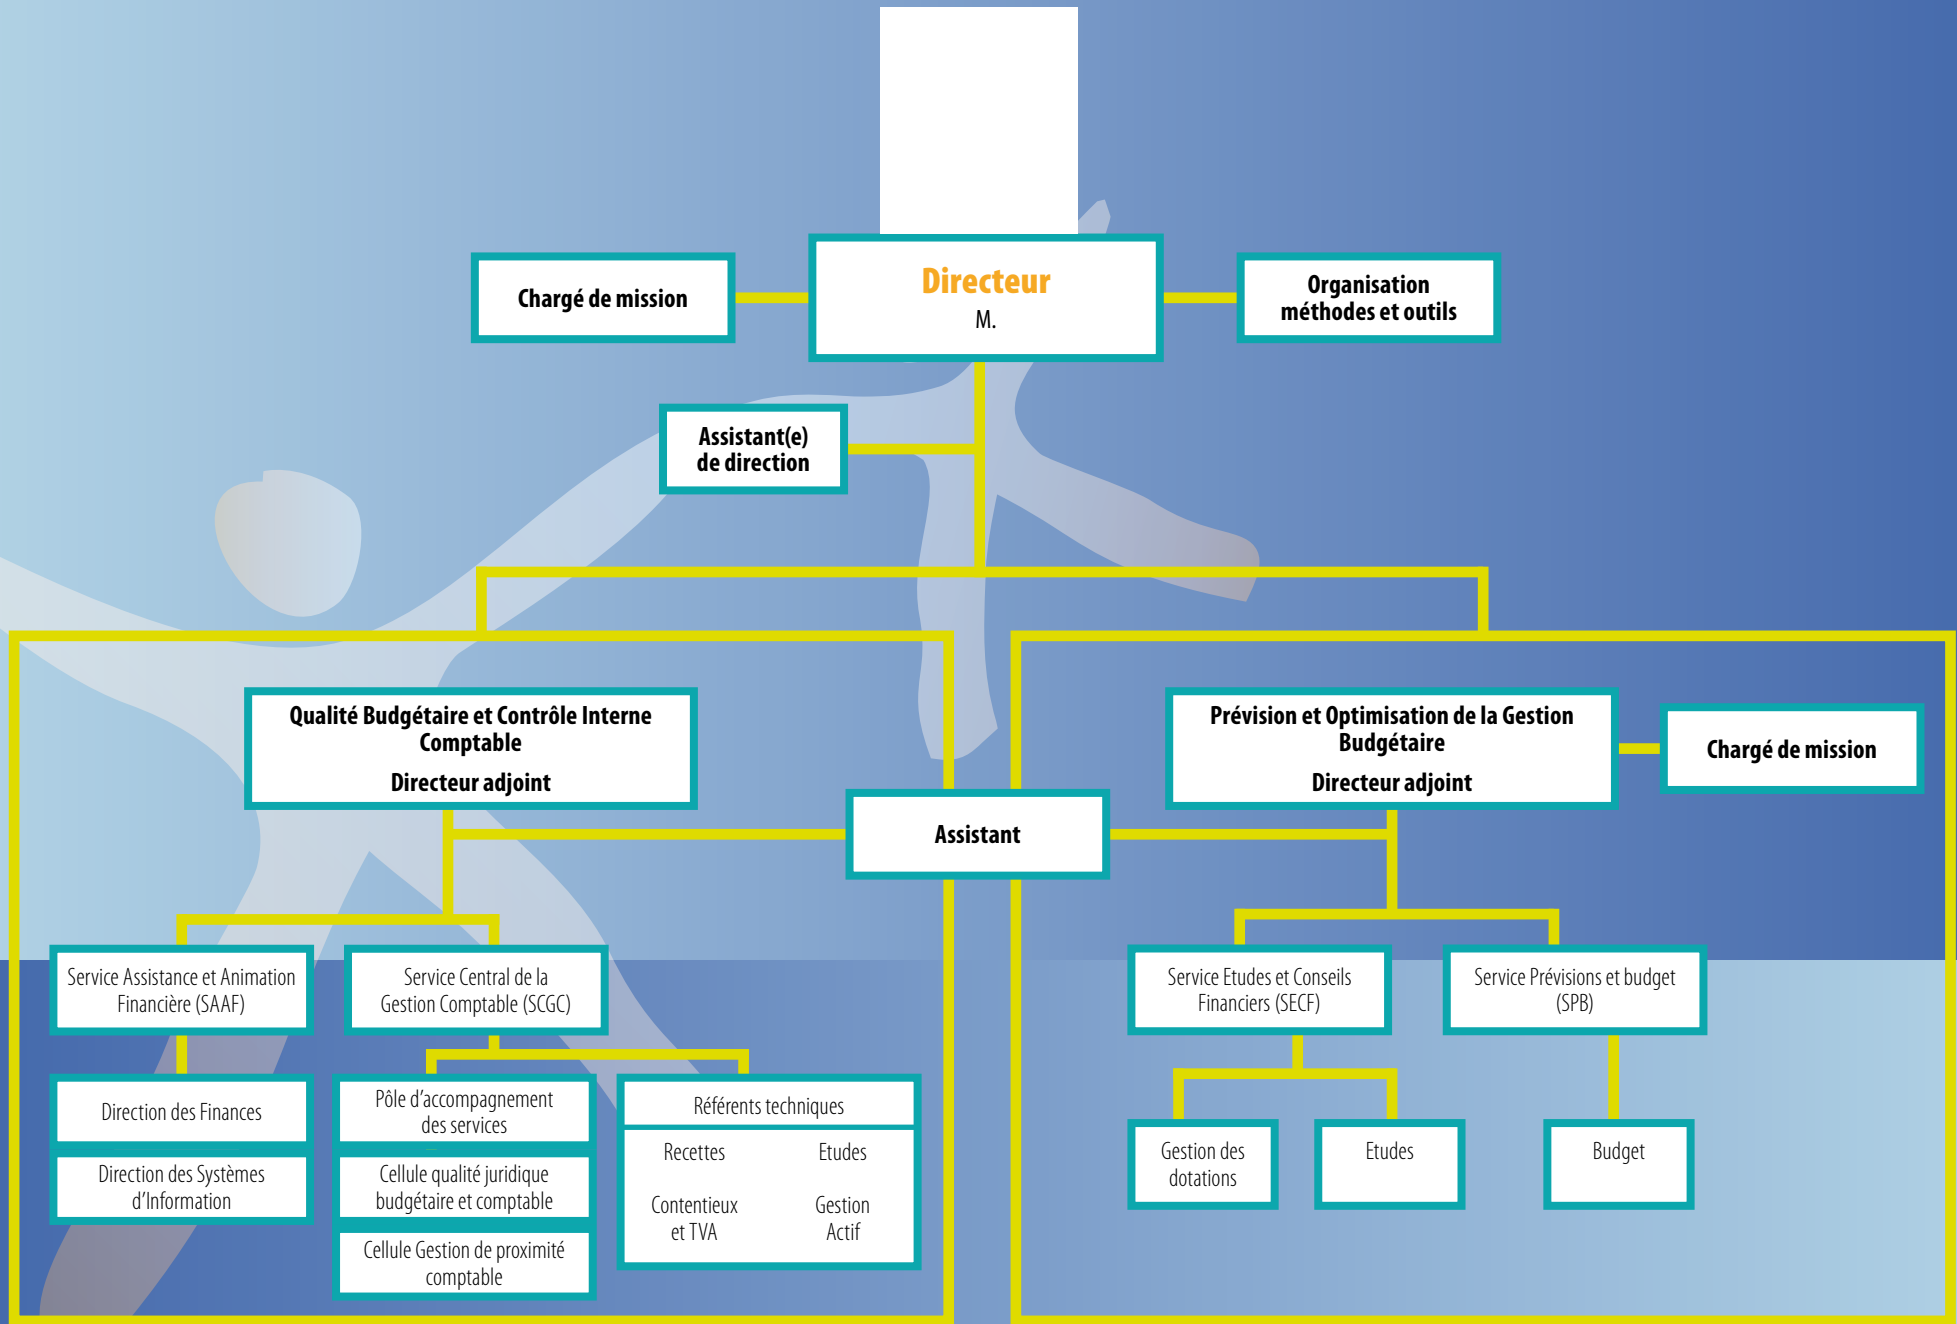 Directeur
M.
Chargé de mission
Organisation
méthodes et outils
Assistant(e)
de direction
Qualité Budgétaire et Contrôle Interne
Comptable
Directeur adjoint
Prévision et Optimisation de la Gestion
Budgétaire
Directeur adjoint
Chargé de mission
Assistant
Service Assistance et Animation
Financière (SAAF)
Service Central de la
Gestion Comptable (SCGC)
Service Etudes et Conseils
Financiers (SECF)
Service Prévisions et budget
(SPB)
Direction des Finances
Direction des Systèmes
d'Information
Pôle d'accompagnement
des services
Cellule qualité juridique
budgétaire et comptable
Cellule Gestion de proximité
comptable
Référents techniques
Recettes
Etudes
Contentieux
et TVA
Gestion
Actif
Gestion des
dotations
Etudes
Budget